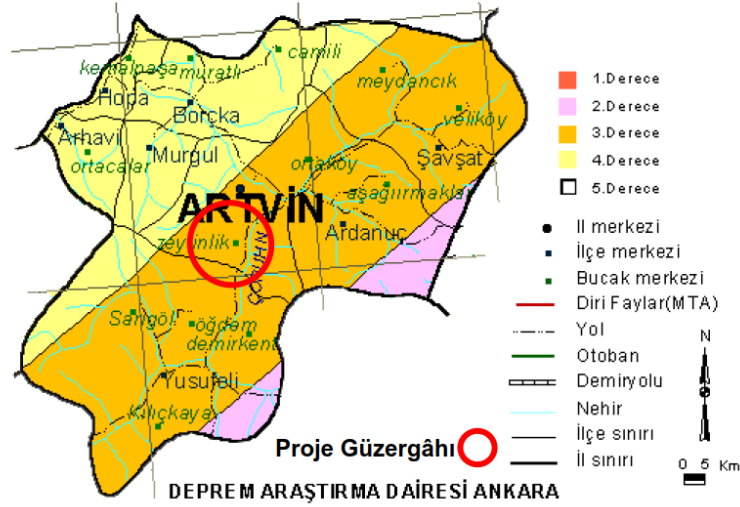 camili
kemalpaşa
muratlı
meydancık
Hopa
Borçka
veliköy
Arhavi
ortacalar
Murgul
ortaköy
Şavşat
aşağıırmaklar
ARTVİN
Ardanuç
zeytinlik
Sarıgöl
öğdem
demirkent
Yusufeli
Kılıçkaya
1.Derece
2.Derece
3.Derece
4.Derece
5.Derece
Il merkezi
İlçe merkezi
Bucak merkezi
Diri Faylar(MTA)
Yol
Otoban
Demiryolu
Nehir
İlçe sınırı
İl sınırı
N
0 5 Km
Proje Güzergâhı
DEPREM ARAŞTIRMA DAİRESİ ANKARA